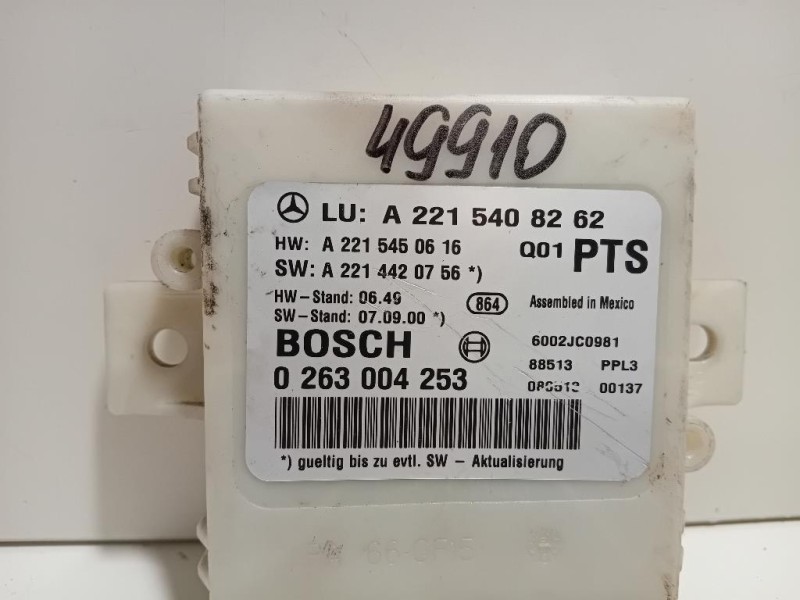 49910
LU: A 221 540 82 62
HW: A 221 545 06 16 Q01 PTS
SW: A 221 442 07 56 *)
HW-Stand: 06.49 864 Assembled in Mexico
SW-Stand: 07.09.00 *)
BOSCH 6002JC0981
88513 PPL3
0 263 004 253 080513 00137
*) gueltig bis zu evtl. SW - Aktualisierung